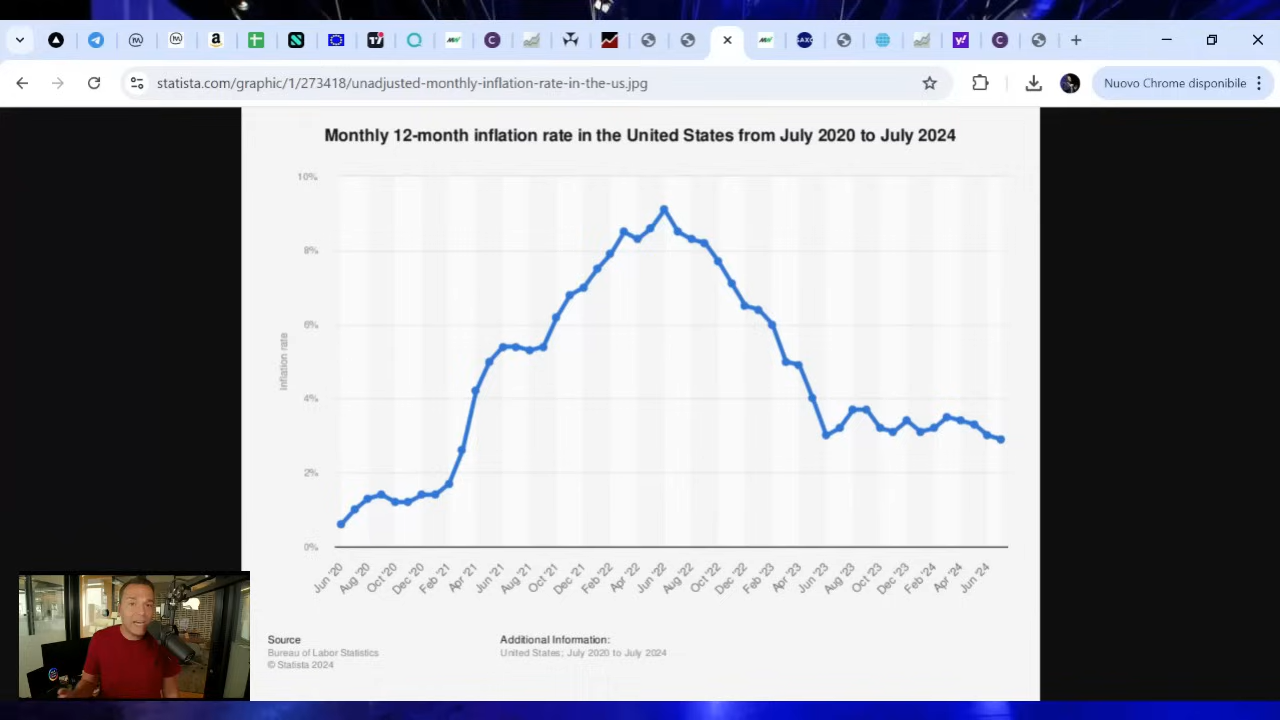 statista.com/graphic/1/273418/unadjusted-monthly-inflation-rate-in-the-us.jpg
Nuovo Chrome disponibile
Monthly 12-month inflation rate in the United States from July 2020 to July 2024
10%
8%
6%
4%
2%
0%
Inflation rate
Jun '20 Aug '20 Oct '20 Dec '20 Feb '21 Apr '21 Jun '21 Aug '21 Oct '21 Dec '21 Feb '22 Apr '22 Jun '22 Aug '22 Oct '22 Dec '22 Feb '23 Apr '23 Jun '23 Aug '23 Oct '23 Dec '23 Feb '24 Apr '24 Jun '24
Source
Bureau of Labor Statistics
© Statista 2024
Additional Information:
United States; July 2020 to July 2024